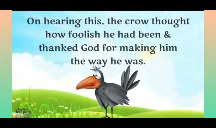 On hearing this, the crow thought
how foolish he had been &
thanked God for making him
the way he was.